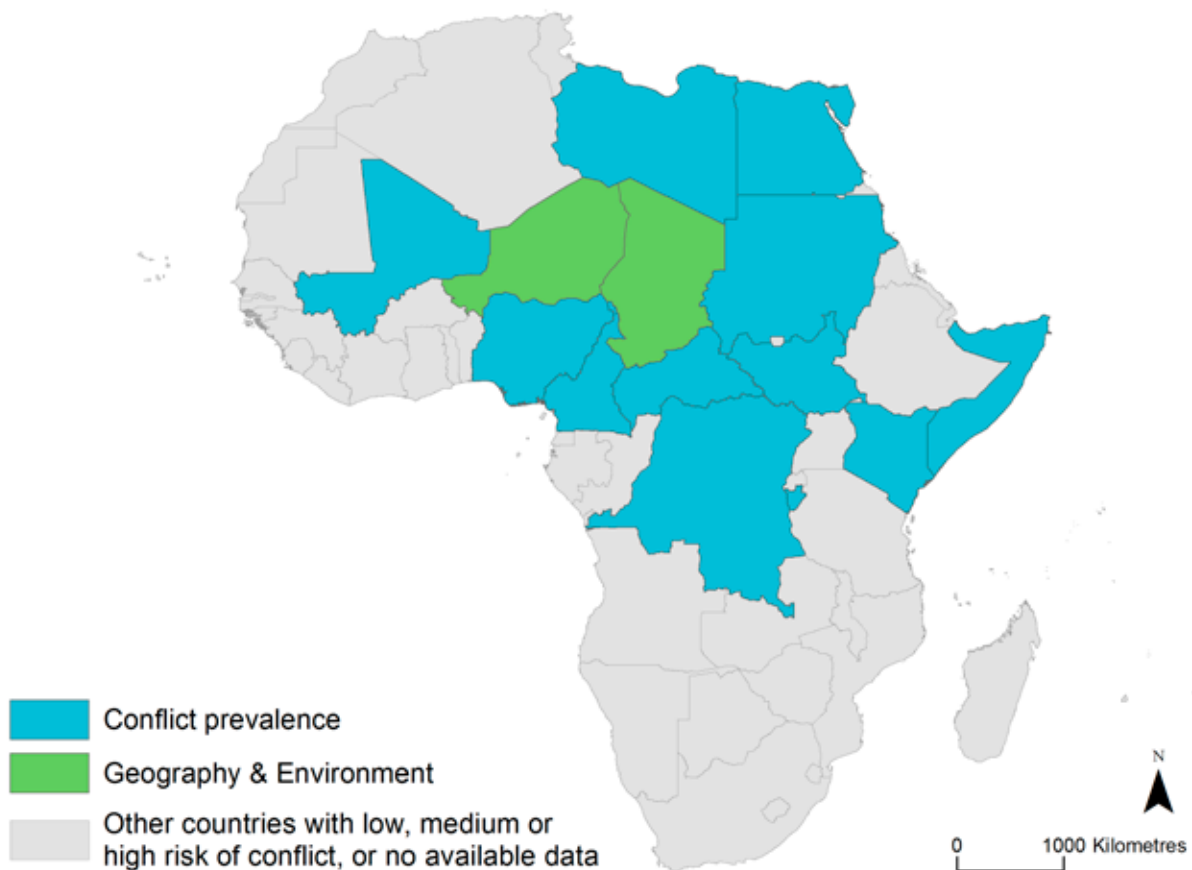 Conflict prevalence
Geography & Environment
Other countries with low, medium or
high risk of conflict, or no available data
N
0 1000 Kilometres